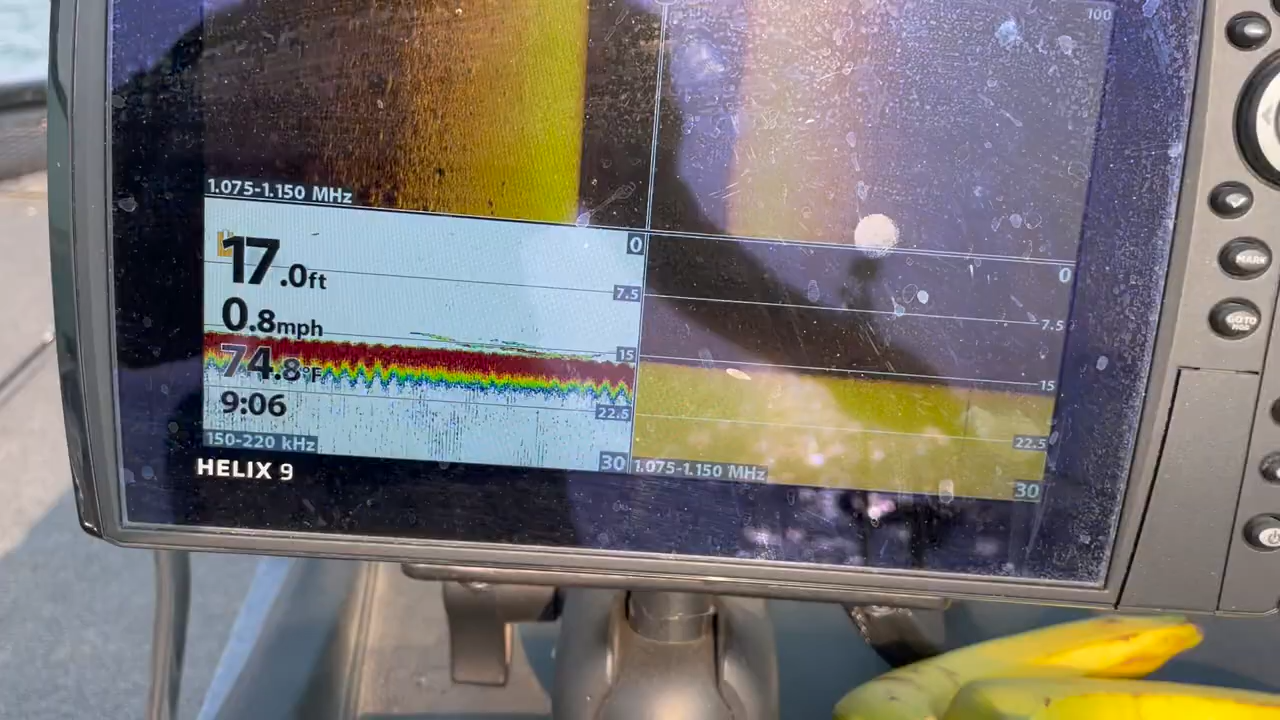 100
1.075-1.150 MHz
17.0ft
0
0
7.5
7.5
0.8mph
15
15
74.8°F
9:06
22.5
22.5
150-220 kHz
30
1.075-1.150 MHz
30
HELIX 9
MARK
GO TO